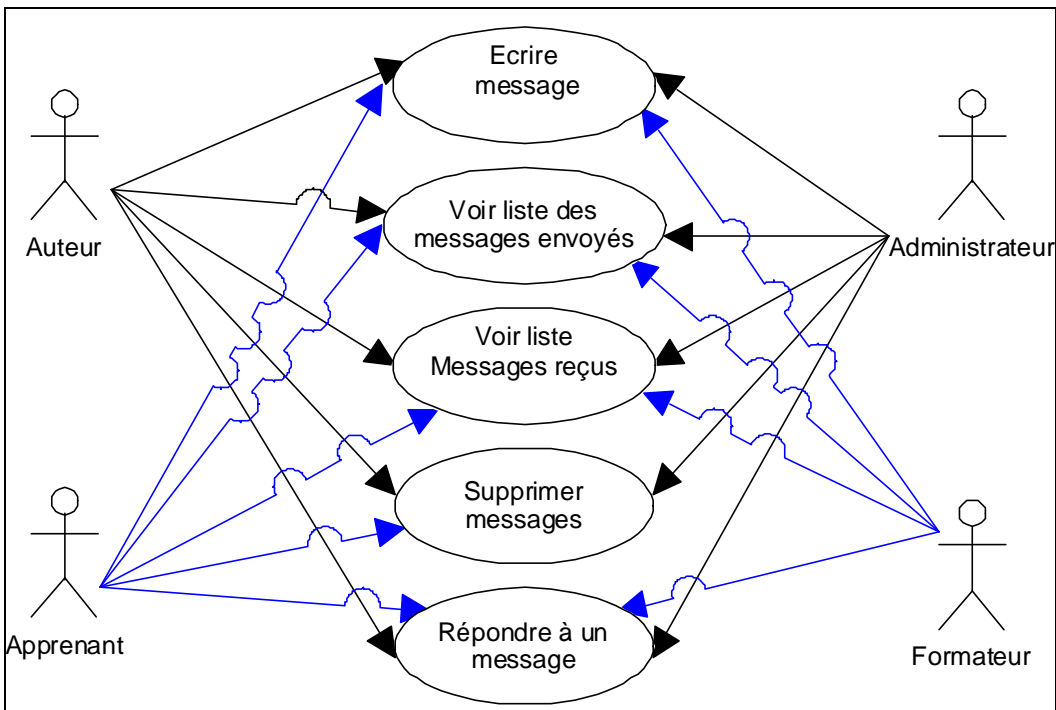 Ecrire
message
Auteur
Voir liste des
messages envoyés
Administrateur
Voir liste
Messages reçus
Supprimer
messages
Apprenant
Répondre à un
message
Formateur